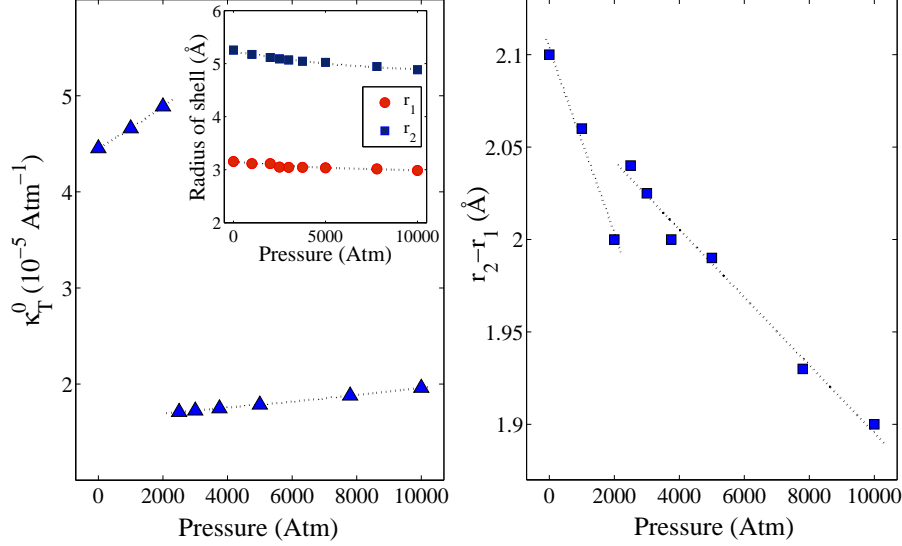 5
4
3
2
κ_T^0 (10^−5 Atm^−1)
0 2000 4000 6000 8000 10000
Pressure (Atm)
6
5
4
3
2
Radius of shell (Å)
r_1
r_2
0 5000 10000
Pressure (Atm)
2.1
2.05
2
1.95
1.9
r_2−r_1 (Å)
0 2000 4000 6000 8000 10000
Pressure (Atm)